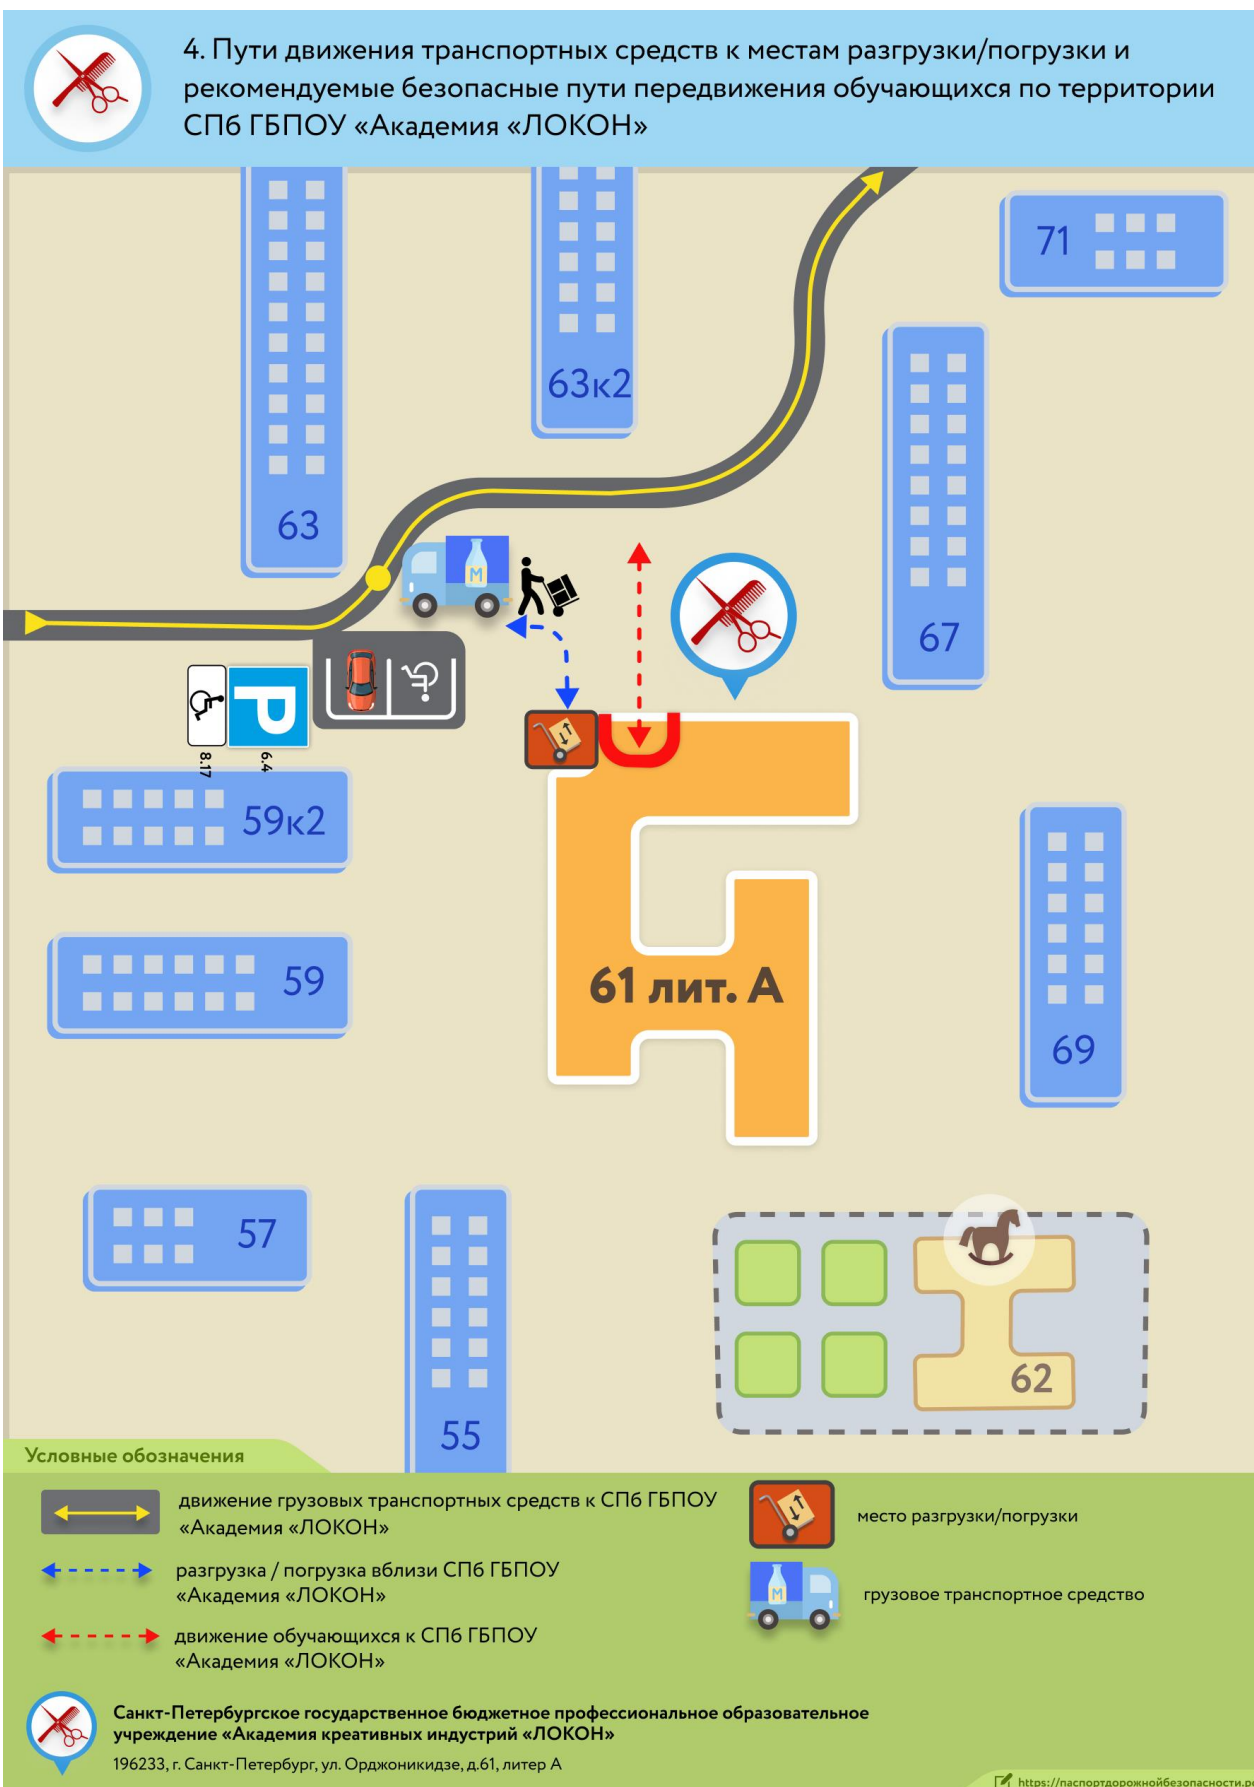 4. Пути движения транспортных средств к местам разгрузки/погрузки и
рекомендуемые безопасные пути передвижения обучающихся по территории
СПб ГБПОУ «Академия «ЛОКОН»
71
63к2
63
М
67
P
8.17
6.4
59к2
59
61 лит. А
69
57
55
62
Условные обозначения
движение грузовых транспортных средств к СПб ГБПОУ
«Академия «ЛОКОН»
разгрузка / погрузка вблизи СПб ГБПОУ
«Академия «ЛОКОН»
движение обучающихся к СПб ГБПОУ
«Академия «ЛОКОН»
место разгрузки/погрузки
М
грузовое транспортное средство
Санкт-Петербургское государственное бюджетное профессиональное образовательное
учреждение «Академия креативных индустрий «ЛОКОН»
196233, г. Санкт-Петербург, ул. Орджоникидзе, д.61, литер А
https://паспортдорожнойбезопасности.р